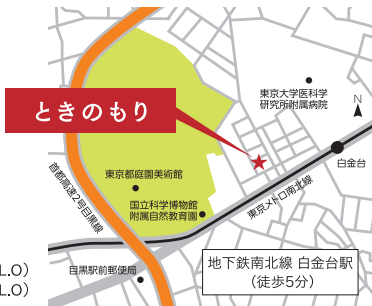 東京大学医科学
研究所附属病院
N
ときのもり
白金台
東京都庭園美術館
国立科学博物館
附属自然教育園
東京メトロ南北線
首都高速2号目黒線
地下鉄南北線 白金台駅
(徒歩5分)
目黒駅前郵便局
L.O)
L.O)